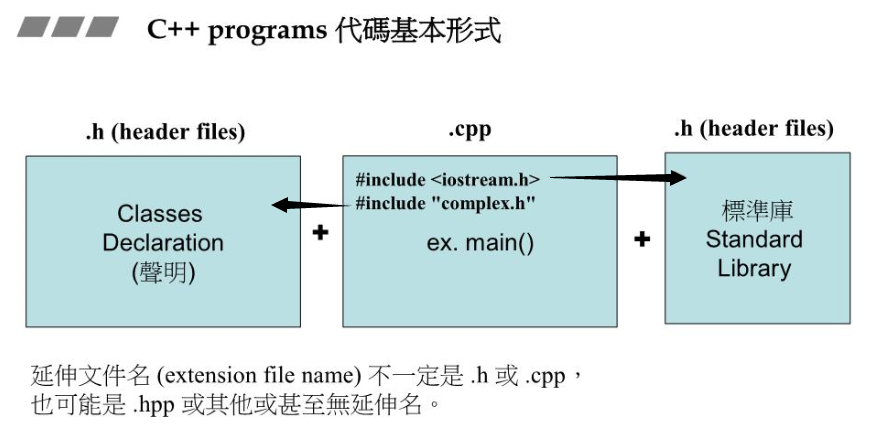 C++ programs 代碼基本形式
.h (header files)
.cpp
.h (header files)
Classes
Declaration
(聲明)
+
#include <iostream.h>
#include "complex.h"
ex. main()
+
標準庫
Standard
Library
延伸文件名 (extension file name) 不一定是 .h 或 .cpp，
也可能是 .hpp 或其他或甚至無延伸名。